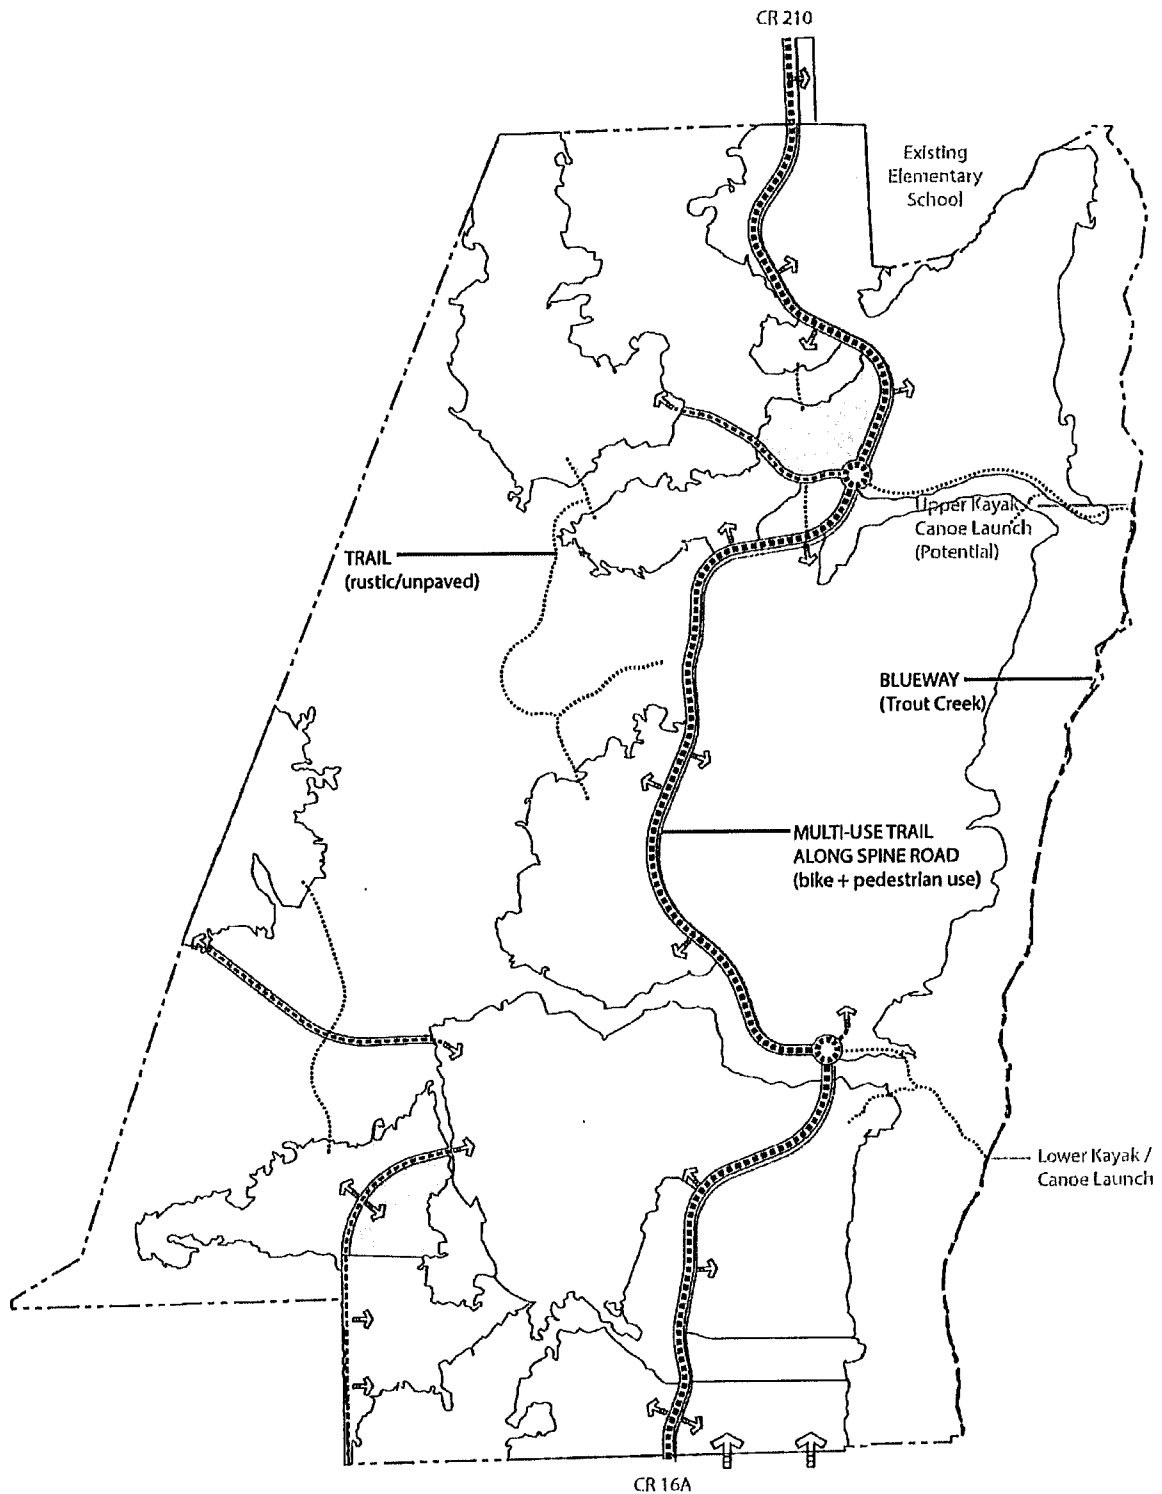 CR 210
Existing
Elementary
School
Upper Kayak
Canoe Launch
(Potential)
TRAIL
(rustic/unpaved)
BLUEWAY
(Trout Creek)
MULTI-USE TRAIL
ALONG SPINE ROAD
(bike + pedestrian use)
Lower Kayak /
Canoe Launch
CR 16A